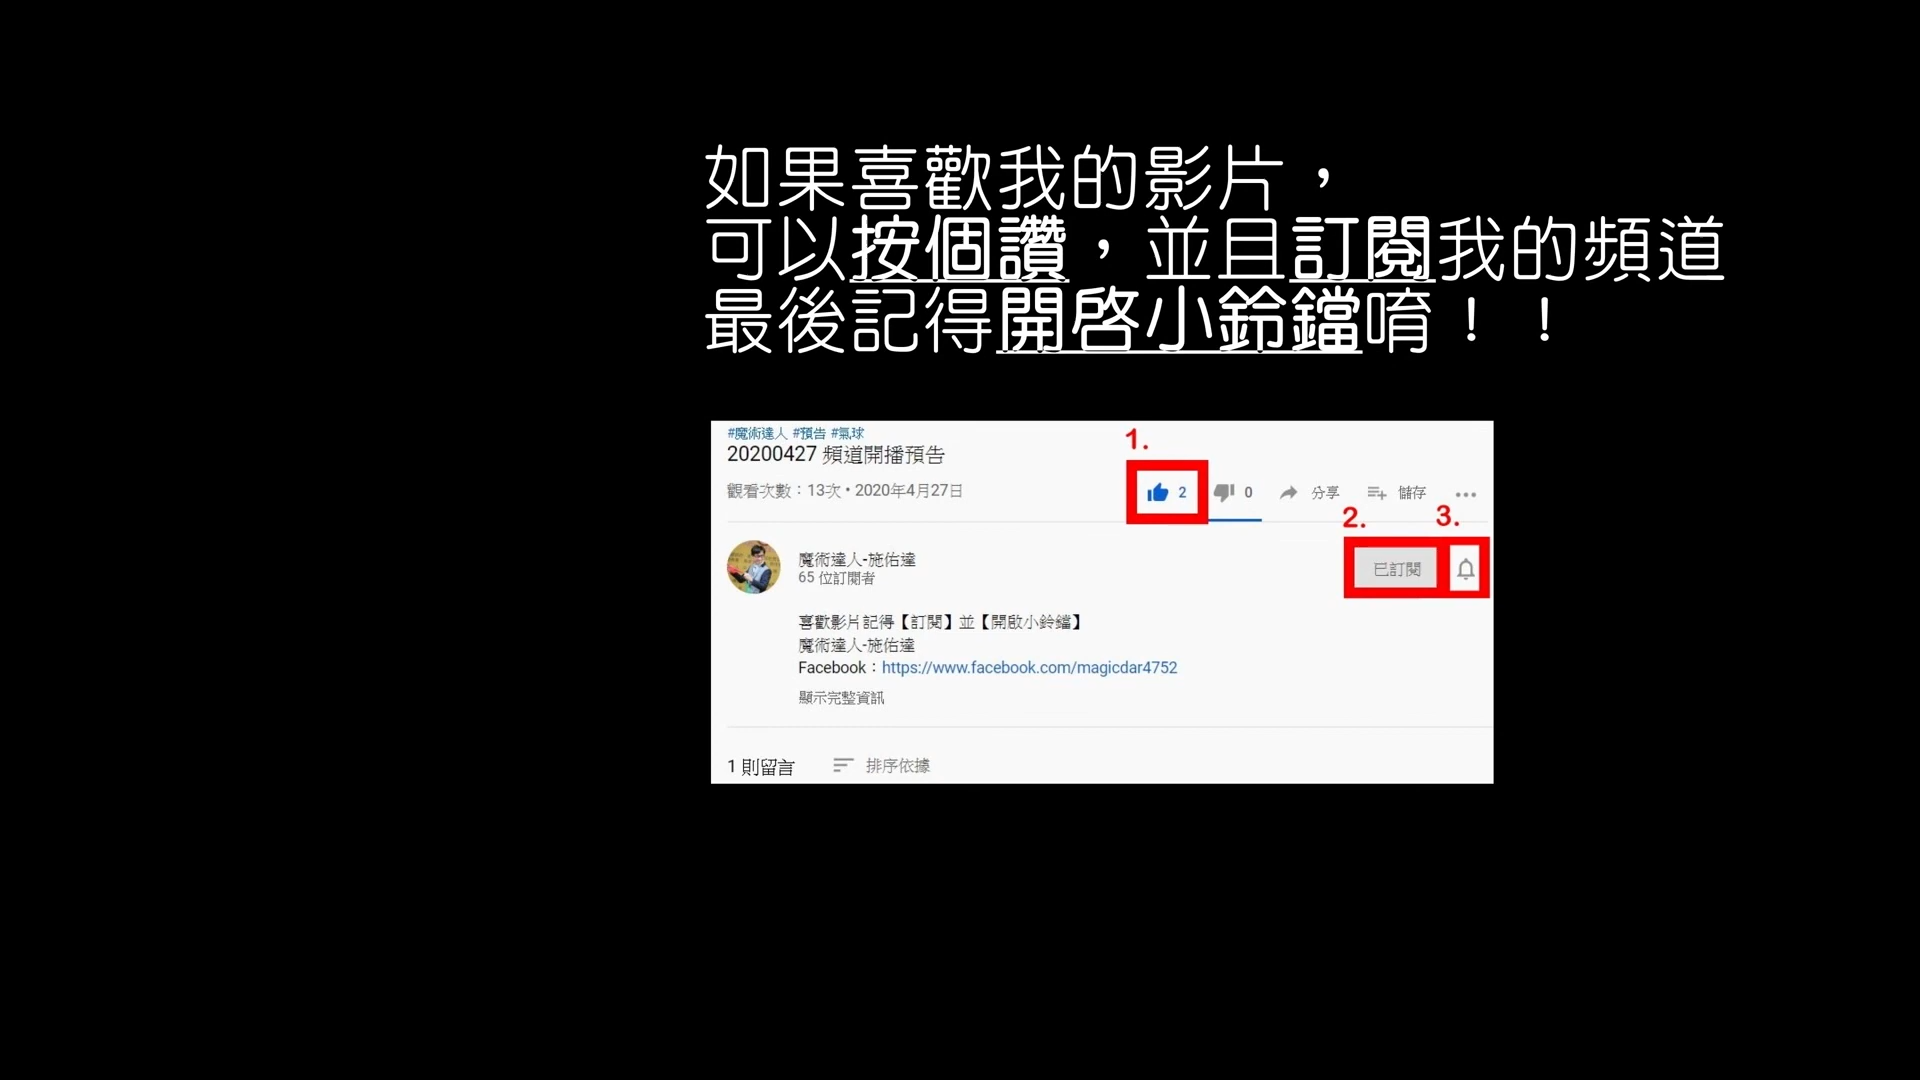 如果喜歡我的影片，
可以按個讚，並且訂閱我的頻道
最後記得開啓小鈴鐺唷！！
#魔術達人 #預告 #氣球
20200427 頻道開播預告
觀看次數：13次 • 2020年4月27日
1.
2
0
分享
儲存
2.
3.
魔術達人-施佑達
65 位訂閱者
已訂閱
喜歡影片記得【訂閱】並【開啟小鈴鐺】
魔術達人-施佑達
Facebook：https://www.facebook.com/magicdar4752
顯示完整資訊
1 則留言
排序依據